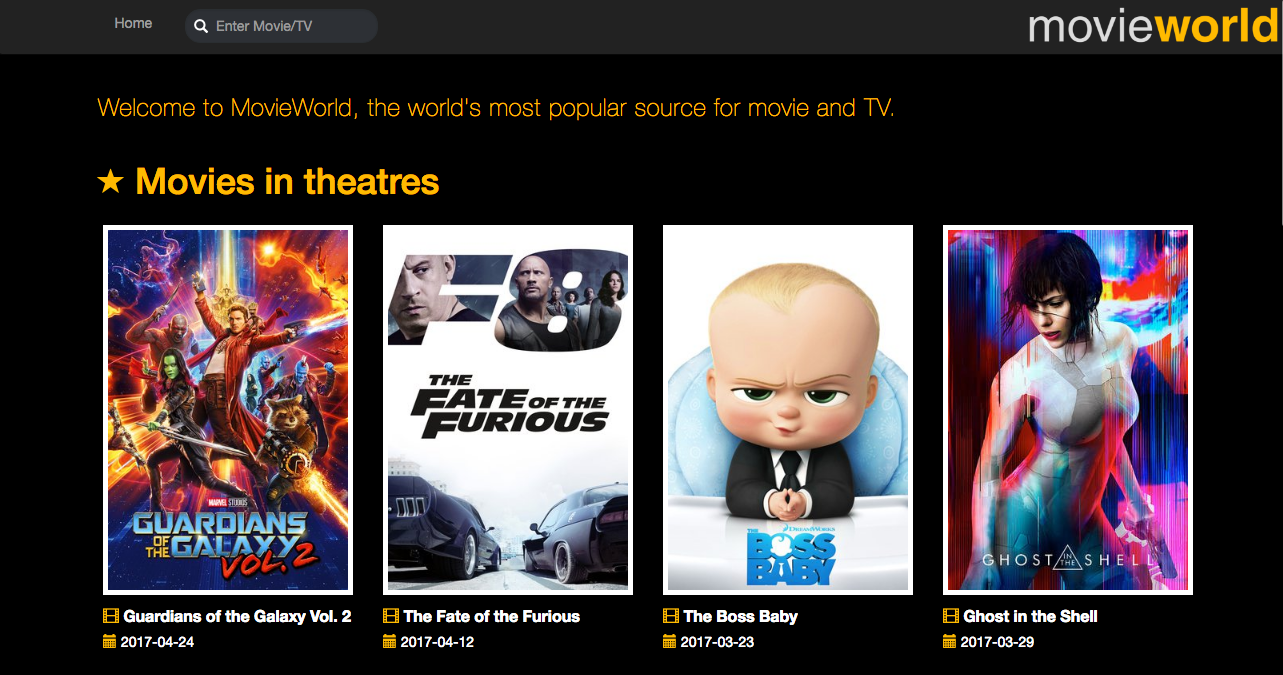 Home
Enter Movie/TV
movieworld
Welcome to MovieWorld, the world's most popular source for movie and TV.
★ Movies in theatres
MARVEL STUDIOS
GUARDIANS
OF THE GALAXY
VOL. 2
F8
THE
FATE OF THE
FURIOUS
DREAMWORKS
THE
BOSS
BABY
GHOST IN THE SHELL
Guardians of the Galaxy Vol. 2
The Fate of the Furious
The Boss Baby
Ghost in the Shell
2017-04-24
2017-04-12
2017-03-23
2017-03-29